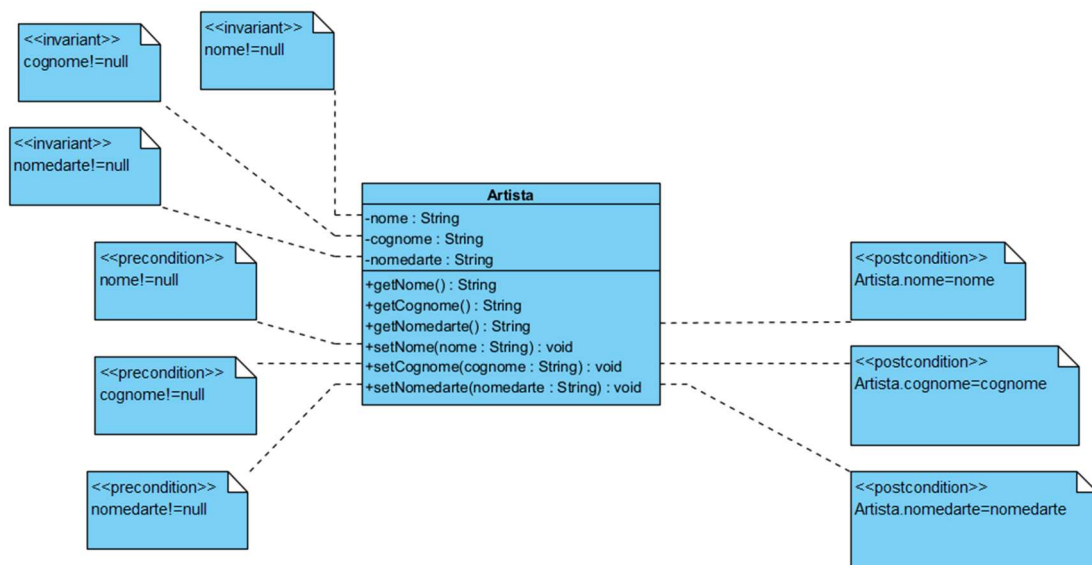 <<invariant>>
cognome!=null
<<invariant>>
nome!=null
<<invariant>>
nomedarte!=null
Artista
-nome : String
-cognome : String
-nomedarte : String
+getNome() : String
+getCognome() : String
+getNomedarte() : String
+setNome(nome : String) : void
+setCognome(cognome : String) : void
+setNomedarte(nomedarte : String) : void
<<precondition>>
nome!=null
<<precondition>>
cognome!=null
<<precondition>>
nomedarte!=null
<<postcondition>>
Artista.nome=nome
<<postcondition>>
Artista.cognome=cognome
<<postcondition>>
Artista.nomedarte=nomedarte